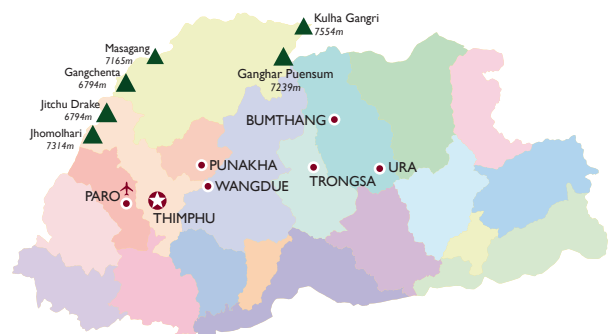 Kulha Gangri
7554m
Masagang
7165m
Gangchenta
6794m
Ganghar Puensum
7239m
Jitchu Drake
6794m
Jhomolhari
7314m
BUMTHANG
PUNAKHA
WANGDUE
TRONGSA
URA
PARO
THIMPHU